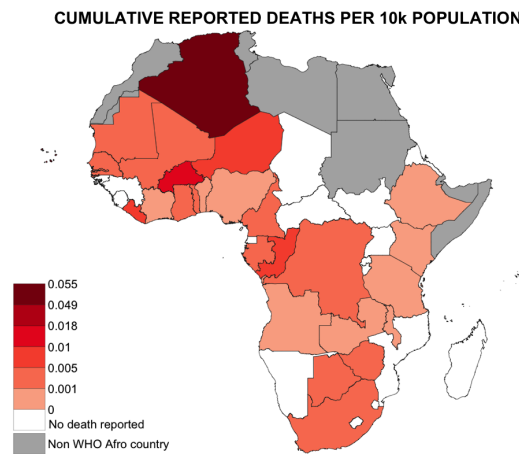 CUMULATIVE REPORTED DEATHS PER 10k POPULATION
0.055
0.049
0.018
0.01
0.005
0.001
0
No death reported
Non WHO Afro country